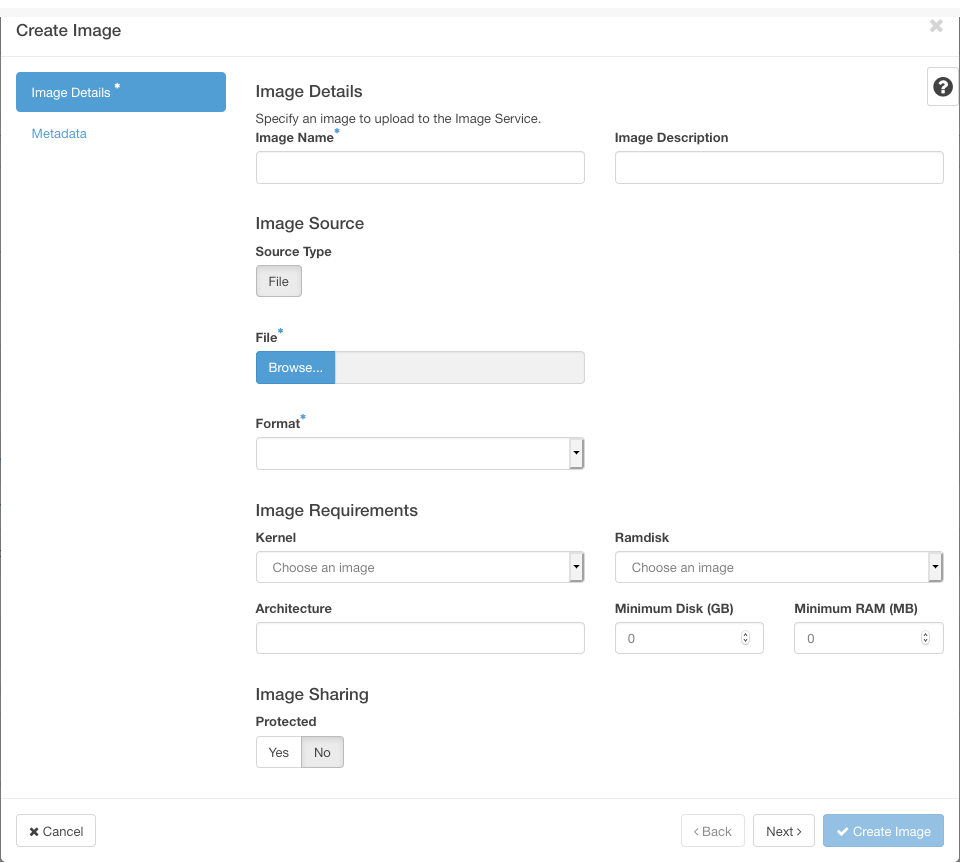 Create Image
Image Details *
Metadata
Image Details
Specify an image to upload to the Image Service.
Image Name* Image Description
Image Source
Source Type
File
File*
Browse...
Format*
Image Requirements
Kernel Ramdisk
Choose an image Choose an image
Architecture Minimum Disk (GB) Minimum RAM (MB)
0 0
Image Sharing
Protected
Yes No
Cancel < Back Next > Create Image